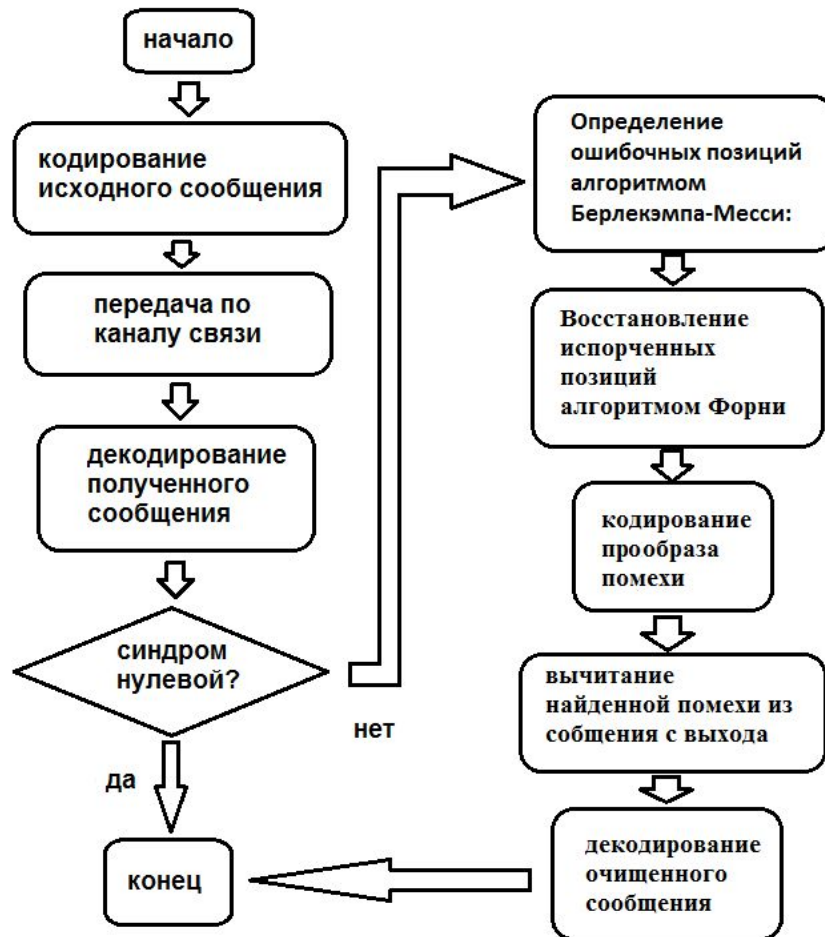 начало
кодирование
исходного сообщения
передача по
каналу связи
декодирование
полученного
сообщения
синдром
нулевой?
нет
да
конец
Определение
ошибочных позиций
алгоритмом
Берлекэмпа-Месси:
Восстановление
испорченных
позиций
алгоритмом Форни
кодирование
прообраза
помехи
вычитание
найденной помехи из
собщения с выхода
декодирование
очищенного
сообщения